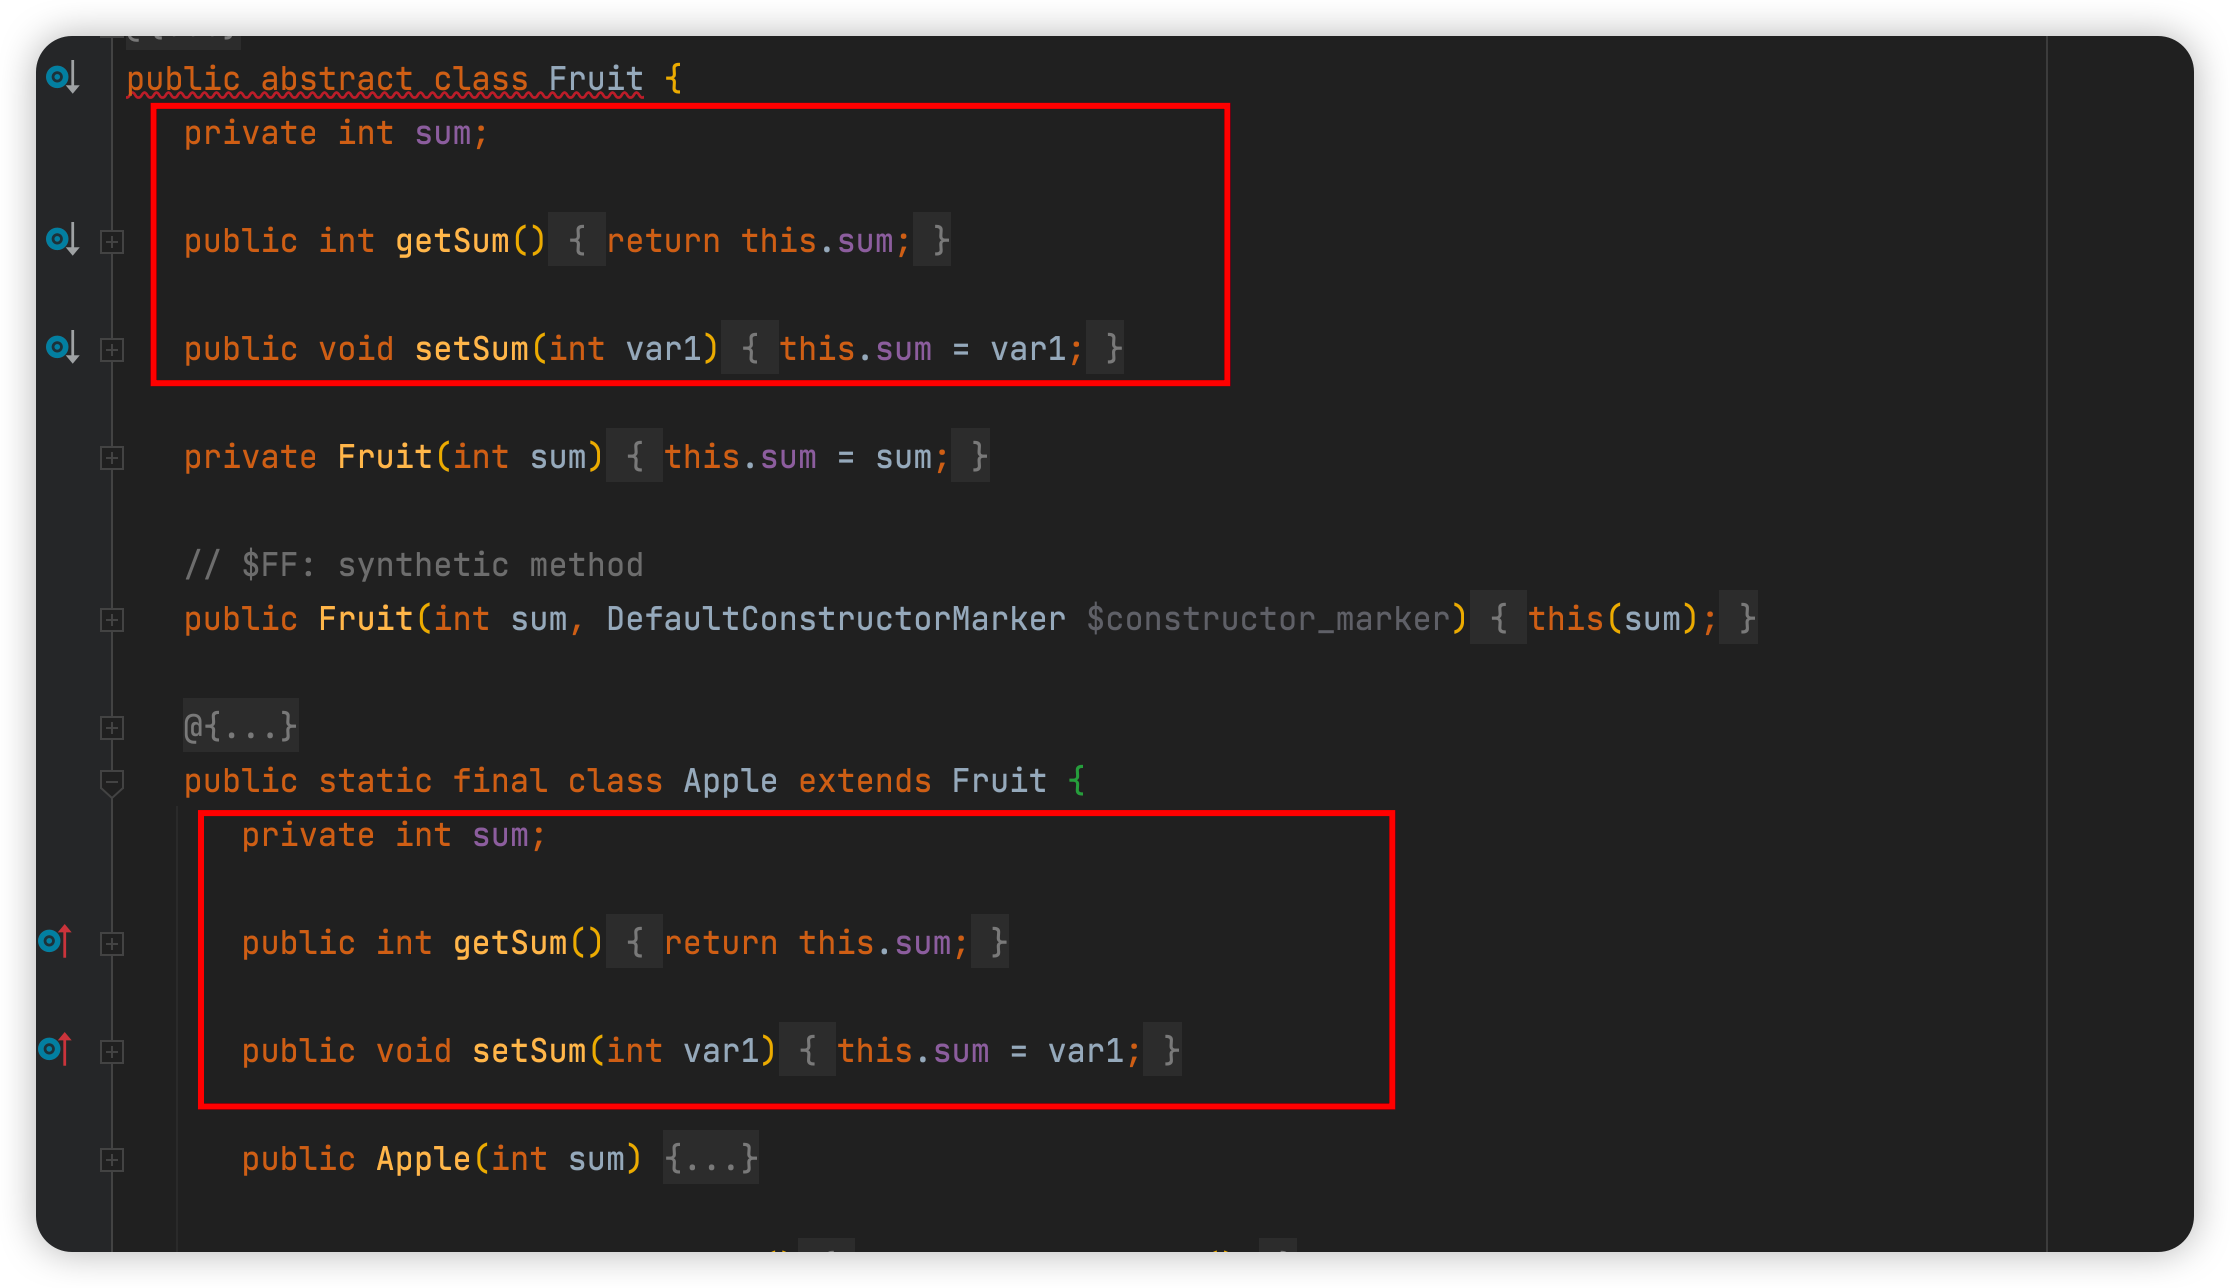 public abstract class Fruit {
private int sum;
public int getSum() { return this.sum; }
public void setSum(int var1) { this.sum = var1; }
private Fruit(int sum) { this.sum = sum; }
// $FF: synthetic method
public Fruit(int sum, DefaultConstructorMarker $constructor_marker) { this(sum); }
@{...}
public static final class Apple extends Fruit {
private int sum;
public int getSum() { return this.sum; }
public void setSum(int var1) { this.sum = var1; }
public Apple(int sum) {...}